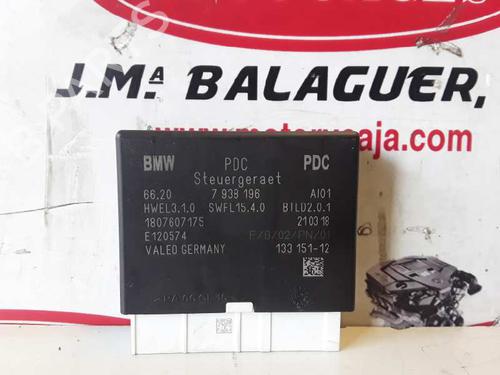 J.Mª BALAGUER,
BMW PDC PDC
Steuergeraet
66.20 7 939 196 AI01
HWEL3.1.0 SWFL15.4.0 BTLD2.0.1
1807607175 210318
E120574
VALEO GERMANY 133 151-12